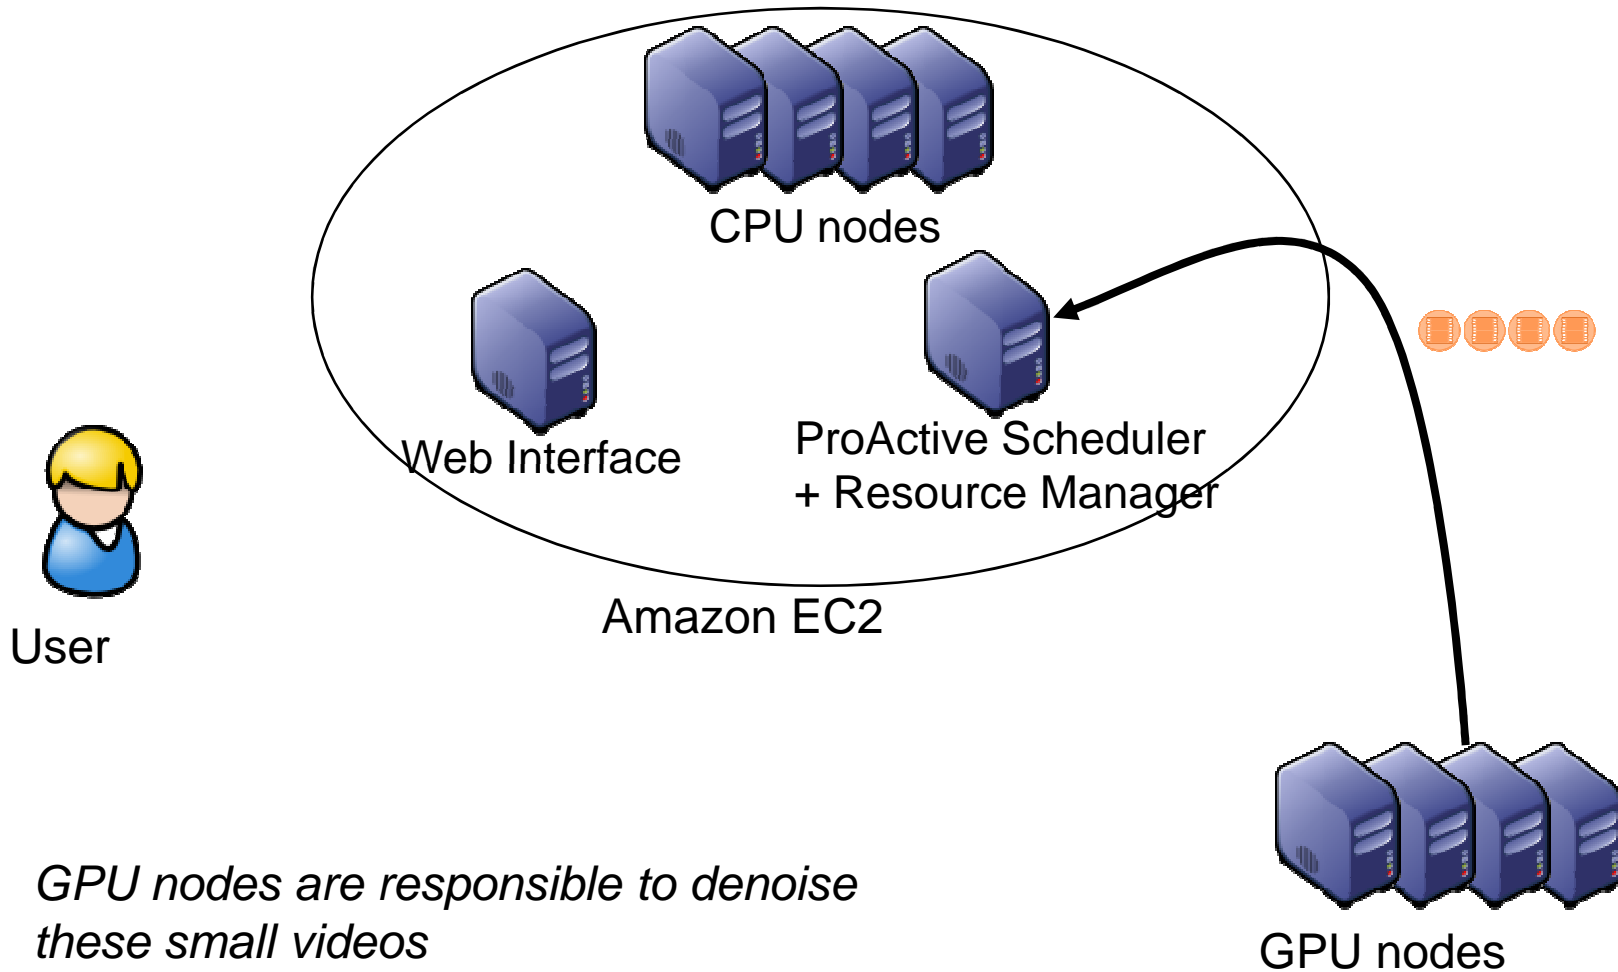 CPU nodes
Web Interface
ProActive Scheduler
+ Resource Manager
Amazon EC2
User
GPU nodes are responsible to denoise
these small videos
GPU nodes